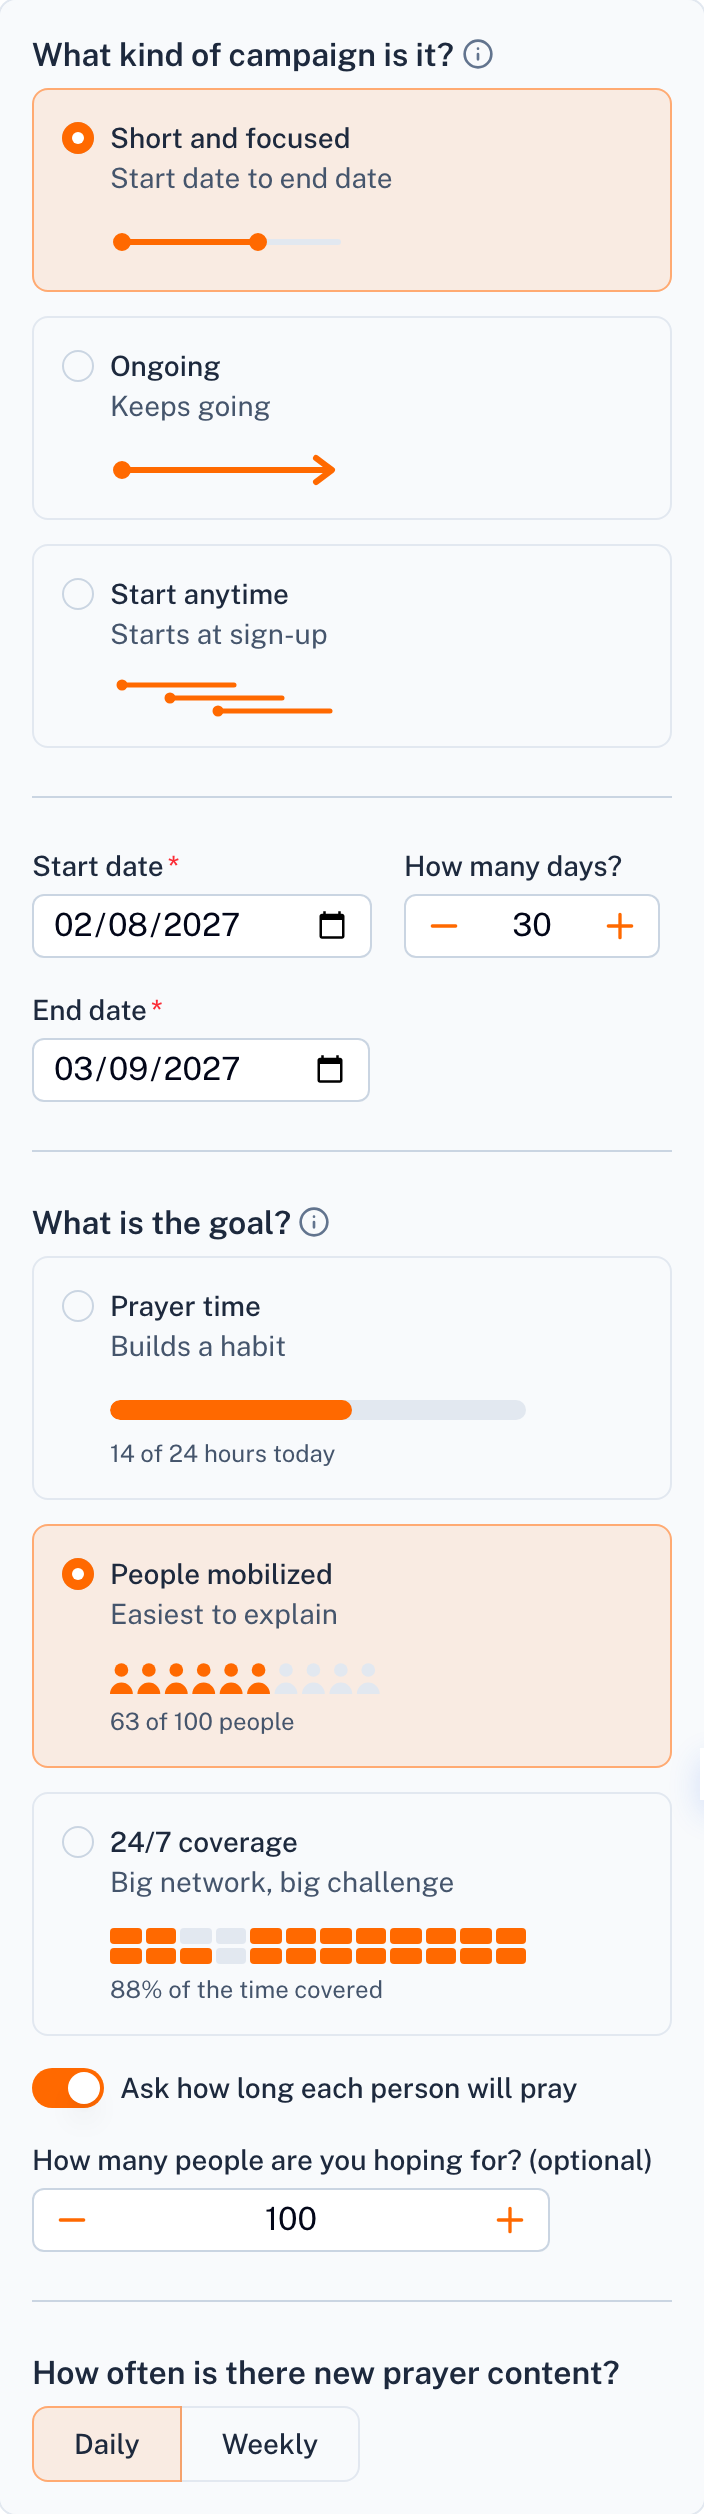 What kind of campaign is it?
Short and focused
Start date to end date
Ongoing
Keeps going
Start anytime
Starts at sign-up
Start date *
How many days?
02/08/2027
30
End date *
03/09/2027
What is the goal?
Prayer time
Builds a habit
14 of 24 hours today
People mobilized
Easiest to explain
63 of 100 people
24/7 coverage
Big network, big challenge
88% of the time covered
Ask how long each person will pray
How many people are you hoping for? (optional)
100
How often is there new prayer content?
Daily
Weekly